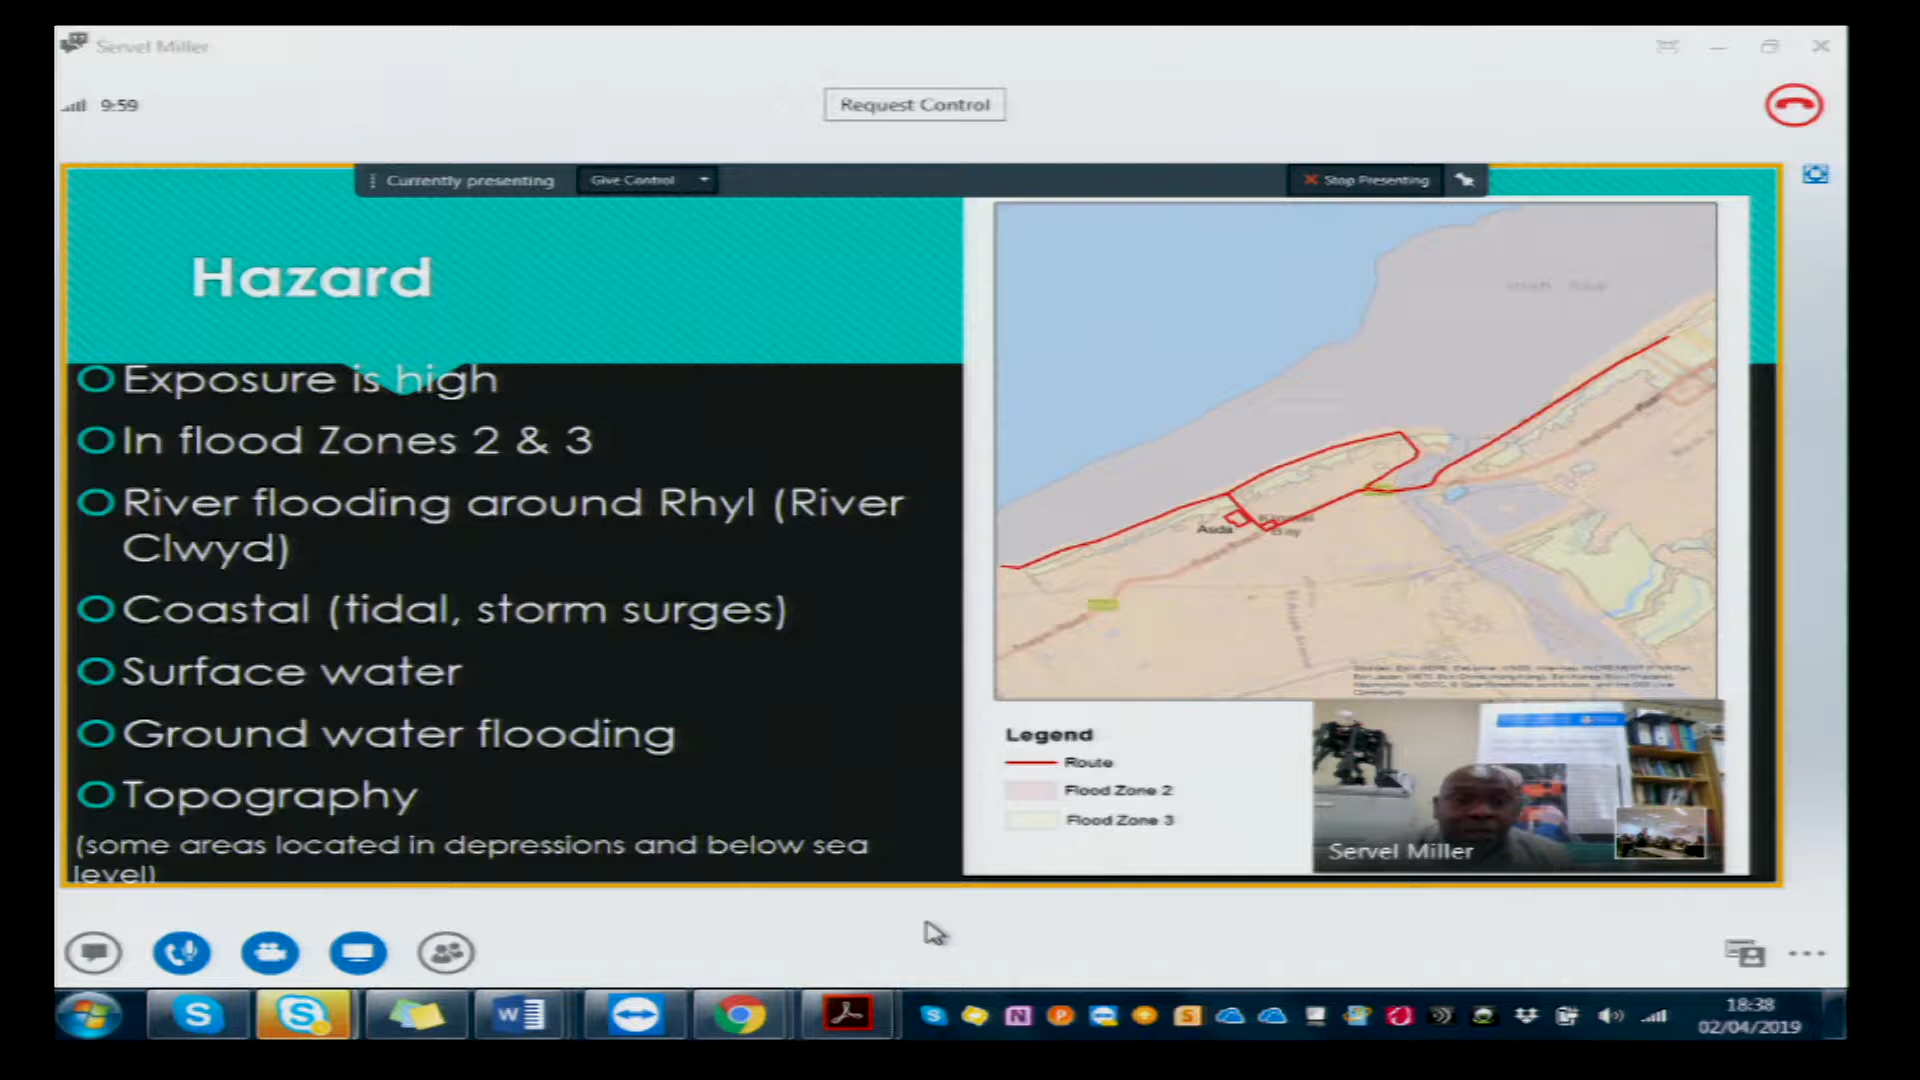 Servel Miller
9:59
Request Control
Currently presenting
Give Control
Stop Presenting
Hazard
Exposure is high
In flood Zones 2 & 3
River flooding around Rhyl (River
Clwyd)
Coastal (tidal, storm surges)
Surface water
Ground water flooding
Topography
(some areas located in depressions and below sea
level)
Asda
Bay
Legend
Route
Flood Zone 2
Flood Zone 3
Servel Miller
18:38
02/04/2019